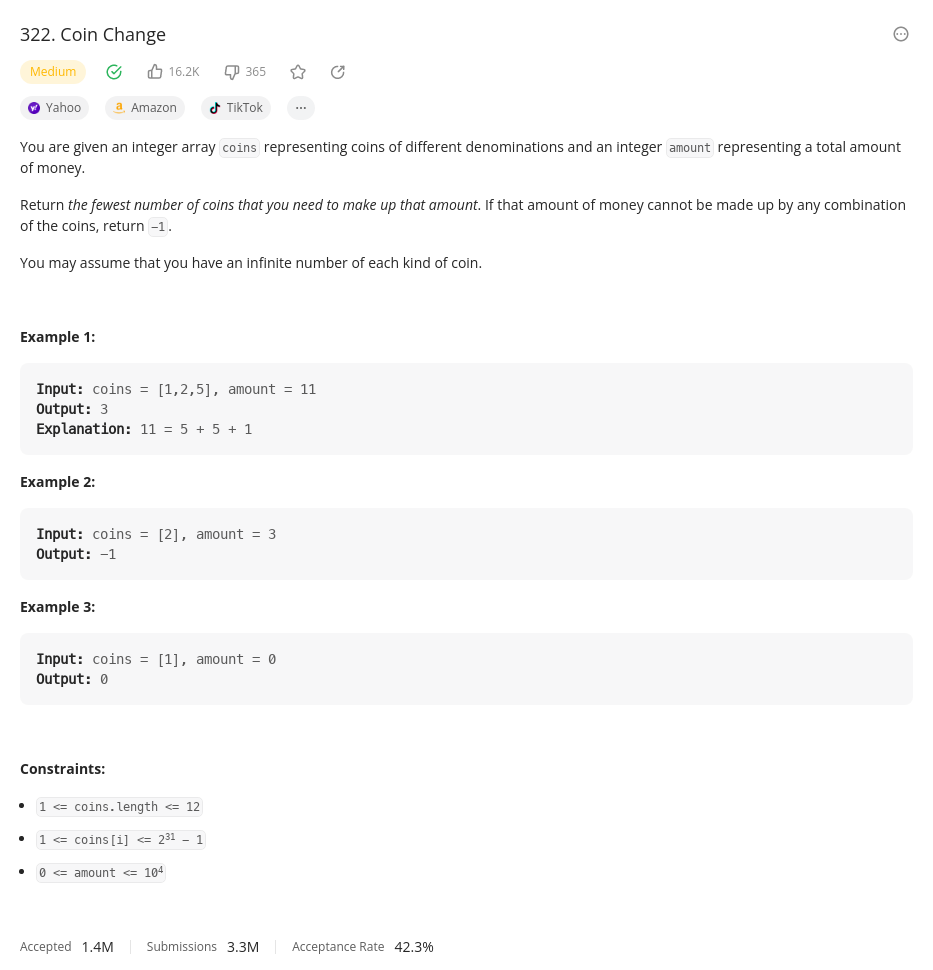 322. Coin Change
Medium 16.2K 365
Yahoo Amazon TikTok ...
You are given an integer array coins representing coins of different denominations and an integer amount representing a total amount
of money.
Return the fewest number of coins that you need to make up that amount. If that amount of money cannot be made up by any combination
of the coins, return -1.
You may assume that you have an infinite number of each kind of coin.
Example 1:
Input: coins = [1,2,5], amount = 11
Output: 3
Explanation: 11 = 5 + 5 + 1
Example 2:
Input: coins = [2], amount = 3
Output: -1
Example 3:
Input: coins = [1], amount = 0
Output: 0
Constraints:
• 1 <= coins.length <= 12
• 1 <= coins[i] <= 2³¹ - 1
• 0 <= amount <= 10⁴
Accepted 1.4M Submissions 3.3M Acceptance Rate 42.3%